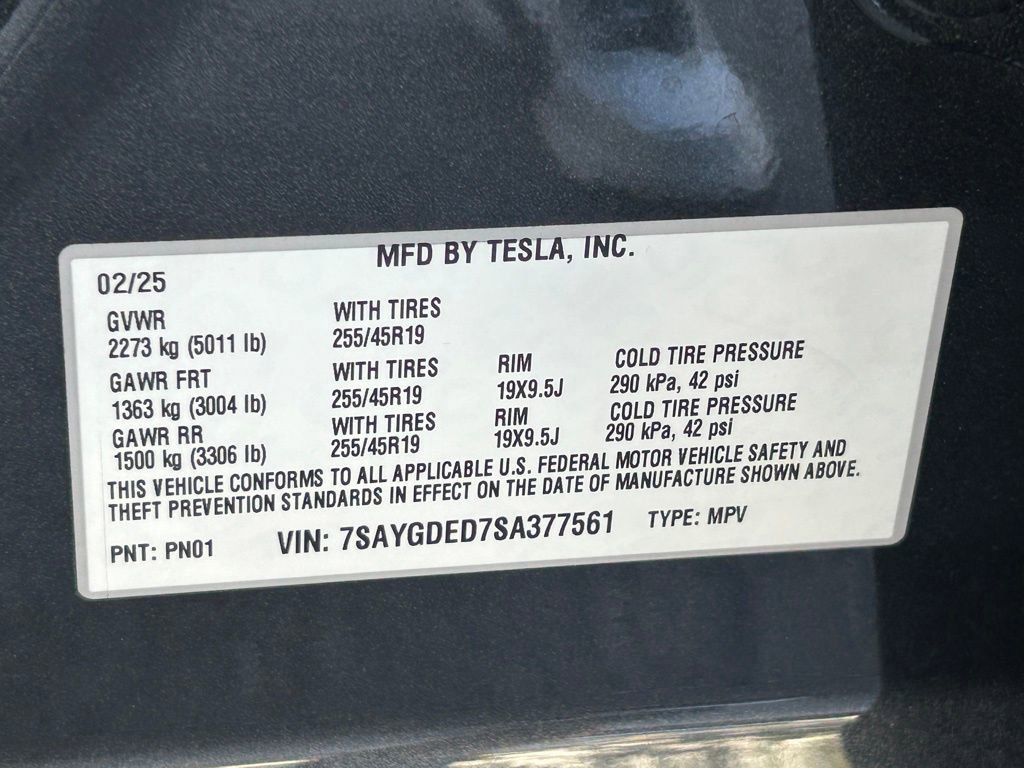 MFD BY TESLA, INC.
02/25
GVWR WITH TIRES
2273 kg (5011 lb) 255/45R19
GAWR FRT WITH TIRES RIM COLD TIRE PRESSURE
1363 kg (3004 lb) 255/45R19 19X9.5J 290 kPa, 42 psi
GAWR RR WITH TIRES RIM COLD TIRE PRESSURE
1500 kg (3306 lb) 255/45R19 19X9.5J 290 kPa, 42 psi
THIS VEHICLE CONFORMS TO ALL APPLICABLE U.S. FEDERAL MOTOR VEHICLE SAFETY AND
THEFT PREVENTION STANDARDS IN EFFECT ON THE DATE OF MANUFACTURE SHOWN ABOVE.
PNT: PN01 VIN: 7SAYGDED7SA377561 TYPE: MPV